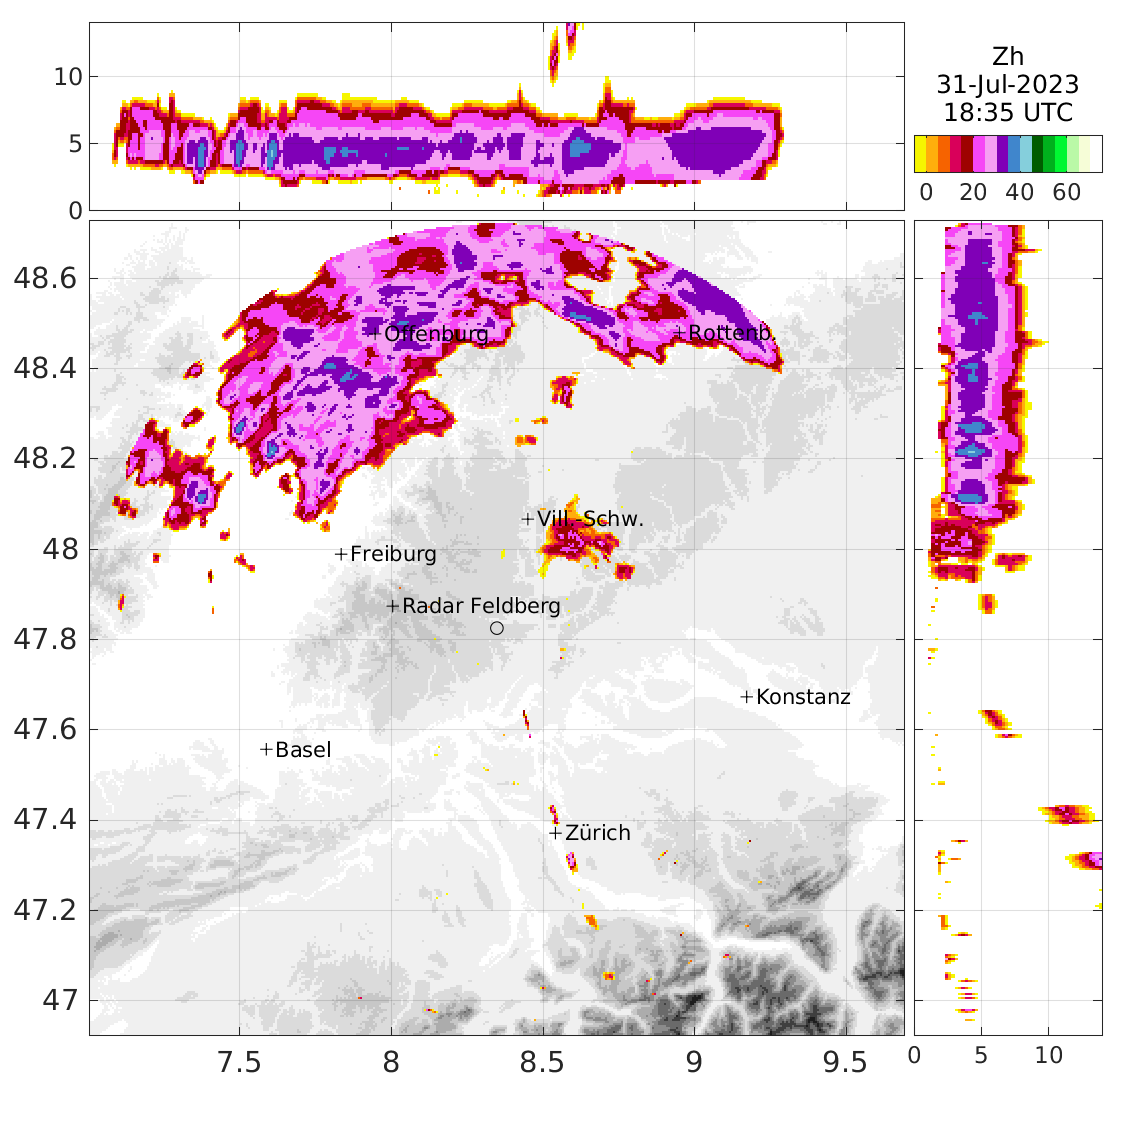 10
5
0
Zh
31-Jul-2023
18:35 UTC
0 20 40 60
48.6
48.4
48.2
48
47.8
47.6
47.4
47.2
47
Offenburg
Rottenb.
Vill.-Schw.
Freiburg
Radar Feldberg
Konstanz
Basel
Zürich
7.5 8 8.5 9 9.5
0 5 10